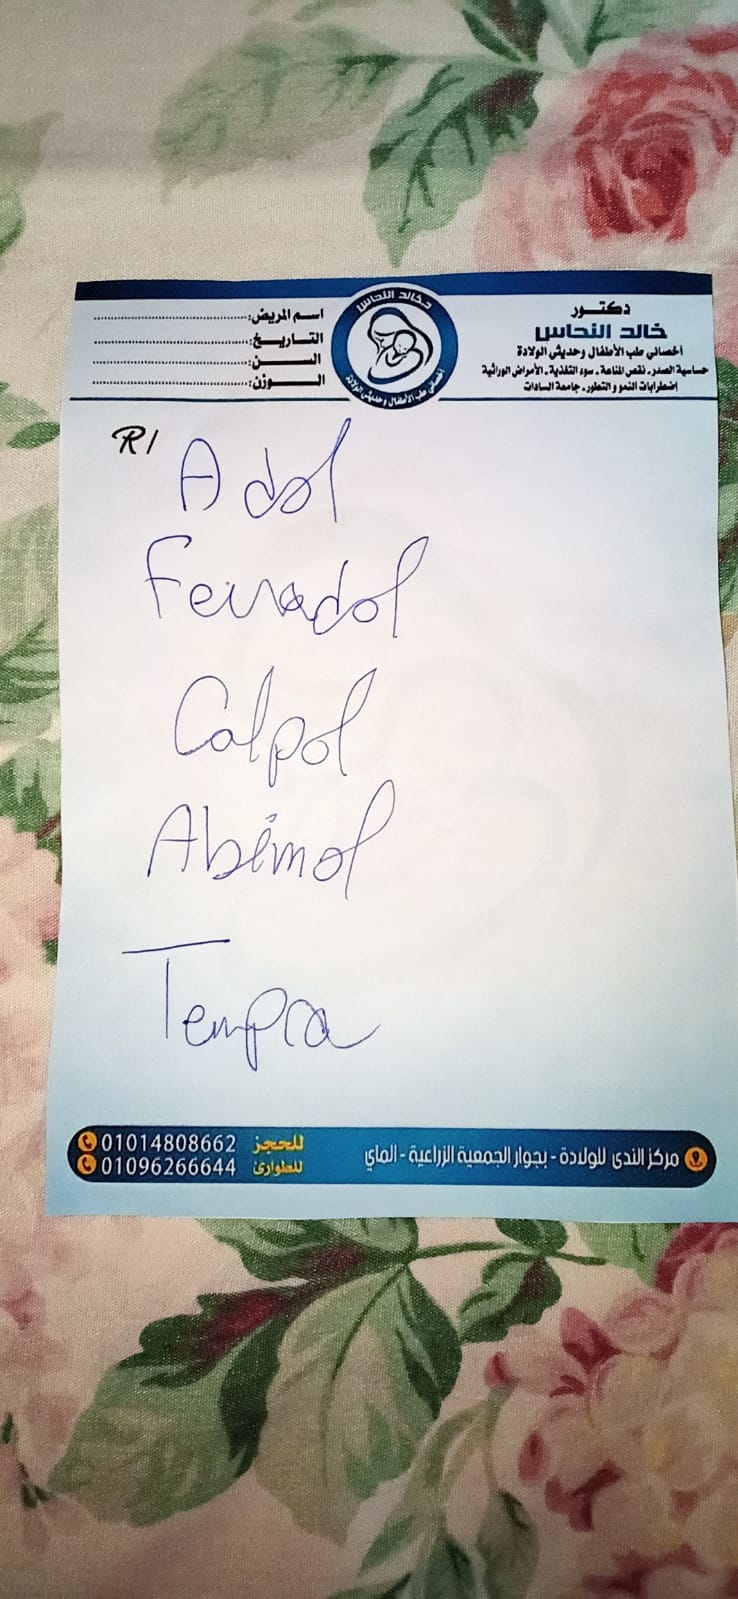 دكتور
خالد النحاس
أخصائي طب الأطفال وحديثي الولادة
حساسية الصدر - نقص المناعة - سوء التغذية - الأمراض الوراثية
إضطرابات النمو والتطور - جامعة السادات
د.خالد النحاس
أخصائي طب الأطفال وحديثي الولادة
اسم المريض:
التاريخ:
السن:
الوزن:
R/
Adol
Fevadol
Calpol
Abimol
Tempra
مركز الندى للولادة - بجوار الجمعية الزراعية - الماي
للحجز 01014808662
للطوارئ 01096266644